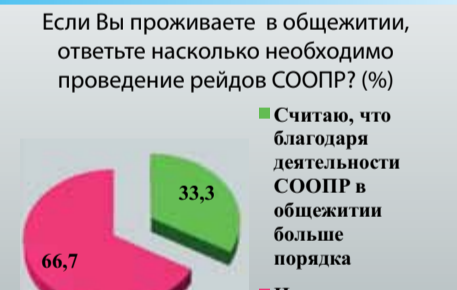 Если Вы проживаете в общежитии,
ответьте насколько необходимо
проведение рейдов СООПР? (%)
Считаю, что
благодаря
деятельности
СООПР в
общежитии
больше
порядка
33,3
66,7